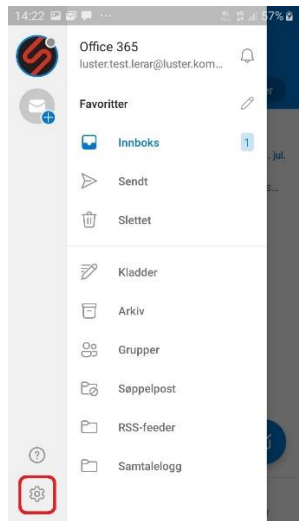 14:22
57%
Office 365
luster.test.lerar@luster.kom...
Favoritter
Innboks
1
. jul.
Sendt
s...
Slettet
Kladder
Arkiv
Grupper
Søppelpost
RSS-feeder
Samtalelogg